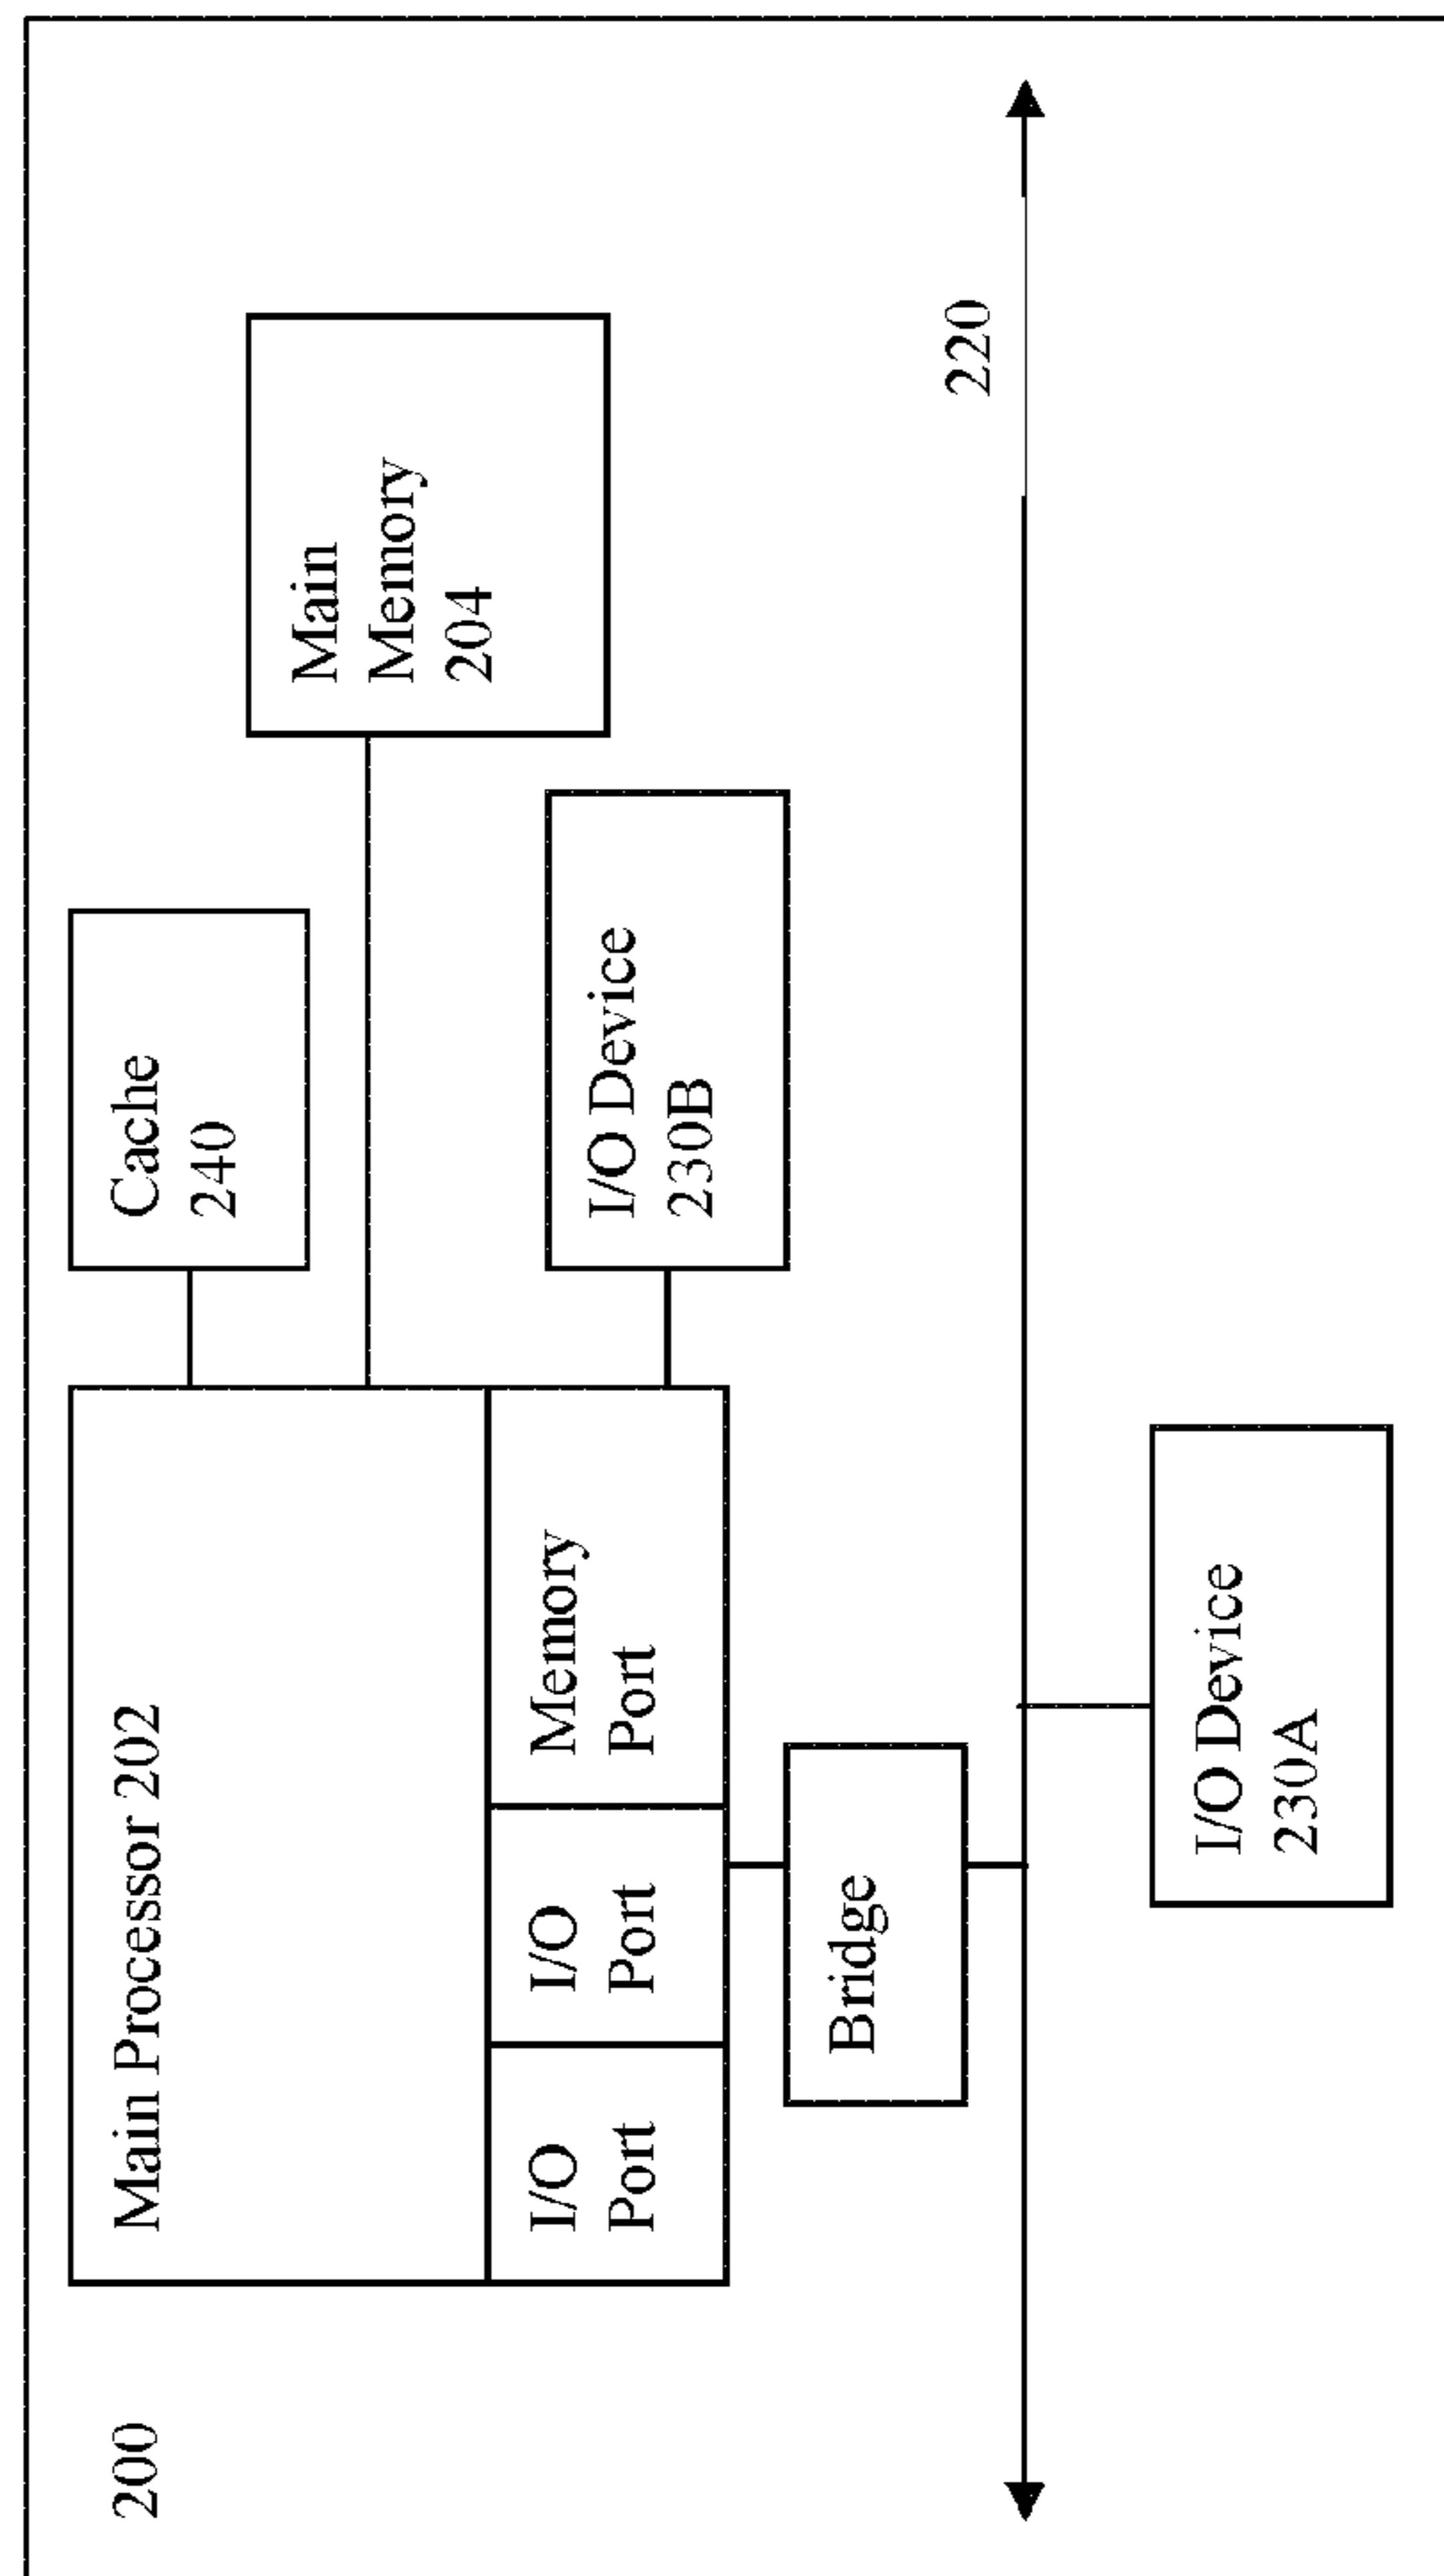 200
Main Processor 202
Cache
240
Main
Memory
204
I/O
Port
I/O
Port
Memory
Port
I/O Device
230B
Bridge
220
I/O Device
230A